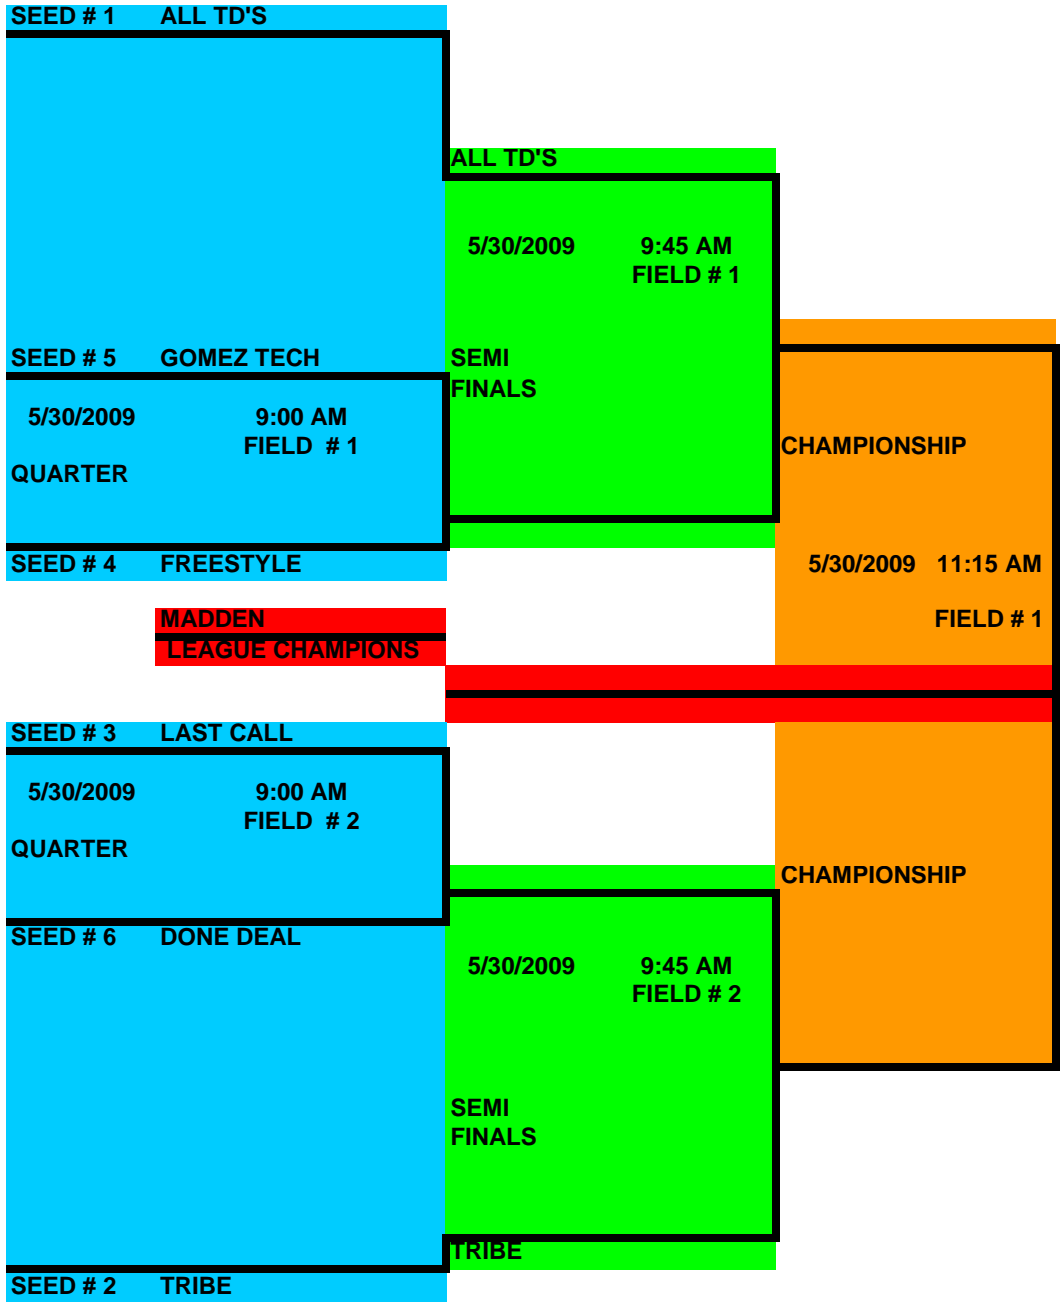 SEED # 1 ALL TD'S
ALL TD'S
5/30/2009 9:45 AM
FIELD # 1
SEED # 5 GOMEZ TECH SEMI
FINALS
5/30/2009 9:00 AM
FIELD # 1 CHAMPIONSHIP
QUARTER
SEED # 4 FREESTYLE 5/30/2009 11:15 AM
MADDEN FIELD # 1
LEAGUE CHAMPIONS
SEED # 3 LAST CALL
5/30/2009 9:00 AM
FIELD # 2
QUARTER
CHAMPIONSHIP
SEED # 6 DONE DEAL
5/30/2009 9:45 AM
FIELD # 2
SEMI
FINALS
TRIBE
SEED # 2 TRIBE